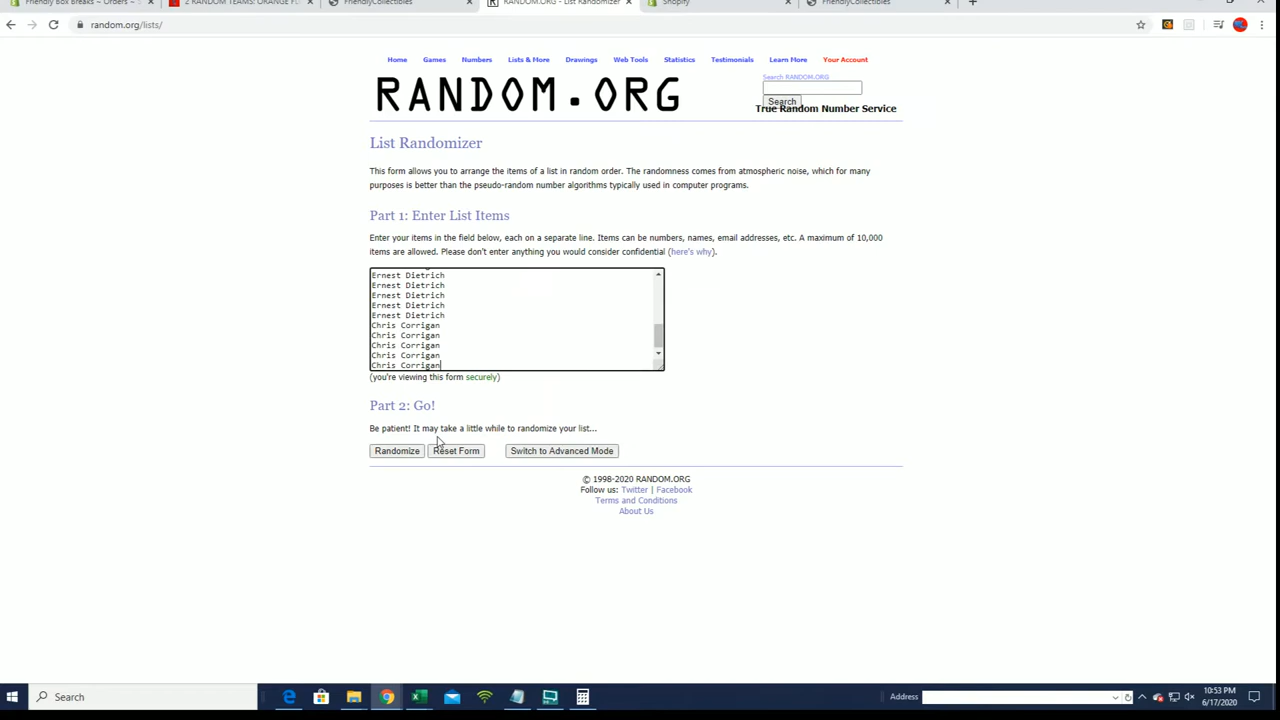 Friendly Box Breaks – Orders – S
2 RANDOM TEAMS: ORANGE FL
FriendlyCollectibles
RANDOM.ORG - List Randomizer
Shopify
FriendlyCollectibles
random.org/lists/
Home Games Numbers Lists & More Drawings Web Tools Statistics Testimonials Learn More Your Account
RANDOM.ORG
Search RANDOM.ORG
Search
True Random Number Service
List Randomizer
This form allows you to arrange the items of a list in random order. The randomness comes from atmospheric noise, which for many
purposes is better than the pseudo-random number algorithms typically used in computer programs.
Part 1: Enter List Items
Enter your items in the field below, each on a separate line. Items can be numbers, names, email addresses, etc. A maximum of 10,000
items are allowed. Please don't enter anything you would consider confidential (here's why).
Ernest Dietrich
Ernest Dietrich
Ernest Dietrich
Ernest Dietrich
Ernest Dietrich
Chris Corrigan
Chris Corrigan
Chris Corrigan
Chris Corrigan
Chris Corrigan
(you're viewing this form securely)
Part 2: Go!
Be patient! It may take a little while to randomize your list...
Randomize Reset Form Switch to Advanced Mode
© 1998-2020 RANDOM.ORG
Follow us: Twitter | Facebook
Terms and Conditions
About Us
Search
Address
10:53 PM
6/17/2020